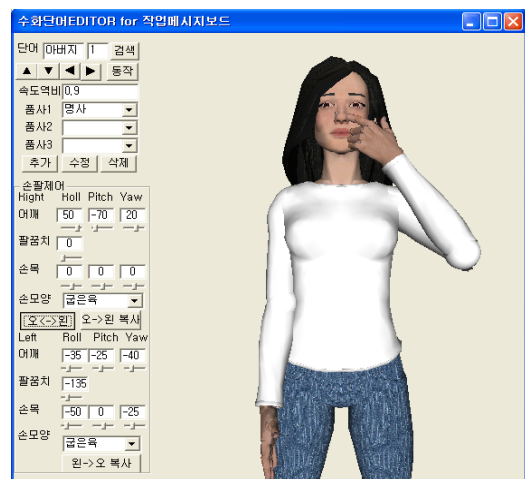 수화단어EDITOR for 작업메시지보드
단어 아버지 1 검색
▲ ▼ ◀ ▶ 동작
속도역비 0.9
품사1 명사
품사2
품사3
추가 수정 삭제
손팔제어
Hight Roll Pitch Yaw
어깨 50 -70 20
팔꿈치 0
손목 0 0 0
손모양 굽은육
오<->왼 오->왼 복사
Left Roll Pitch Yaw
어깨 -35 -25 -40
팔꿈치 -135
손목 -50 0 -25
손모양 굽은육
왼->오 복사